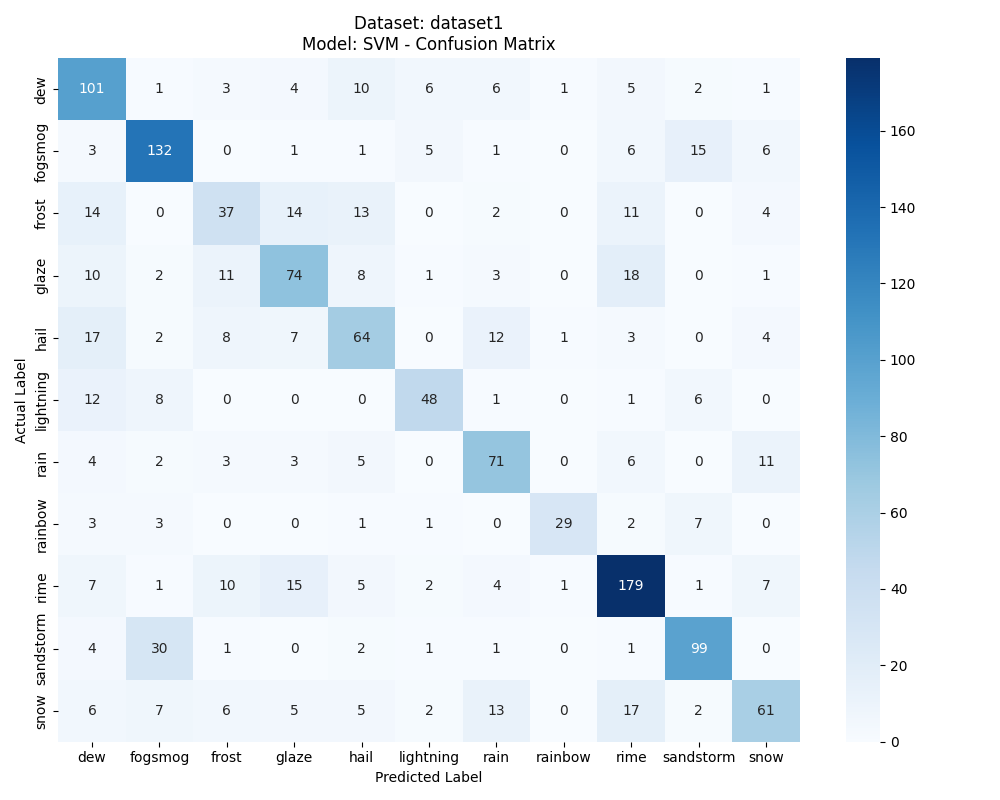 Dataset: dataset1
Model: SVM - Confusion Matrix
Actual Label
dew 101 1 3 4 10 6 6 1 5 2 1
fogsmog 3 132 0 1 1 5 1 0 6 15 6
frost 14 0 37 14 13 0 2 0 11 0 4
glaze 10 2 11 74 8 1 3 0 18 0 1
hail 17 2 8 7 64 0 12 1 3 0 4
lightning 12 8 0 0 0 48 1 0 1 6 0
rain 4 2 3 3 5 0 71 0 6 0 11
rainbow 3 3 0 0 1 1 0 29 2 7 0
rime 7 1 10 15 5 2 4 1 179 1 7
sandstorm 4 30 1 0 2 1 1 0 1 99 0
snow 6 7 6 5 5 2 13 0 17 2 61
dew fogsmog frost glaze hail lightning rain rainbow rime sandstorm snow
Predicted Label
160
140
120
100
80
60
40
20
0